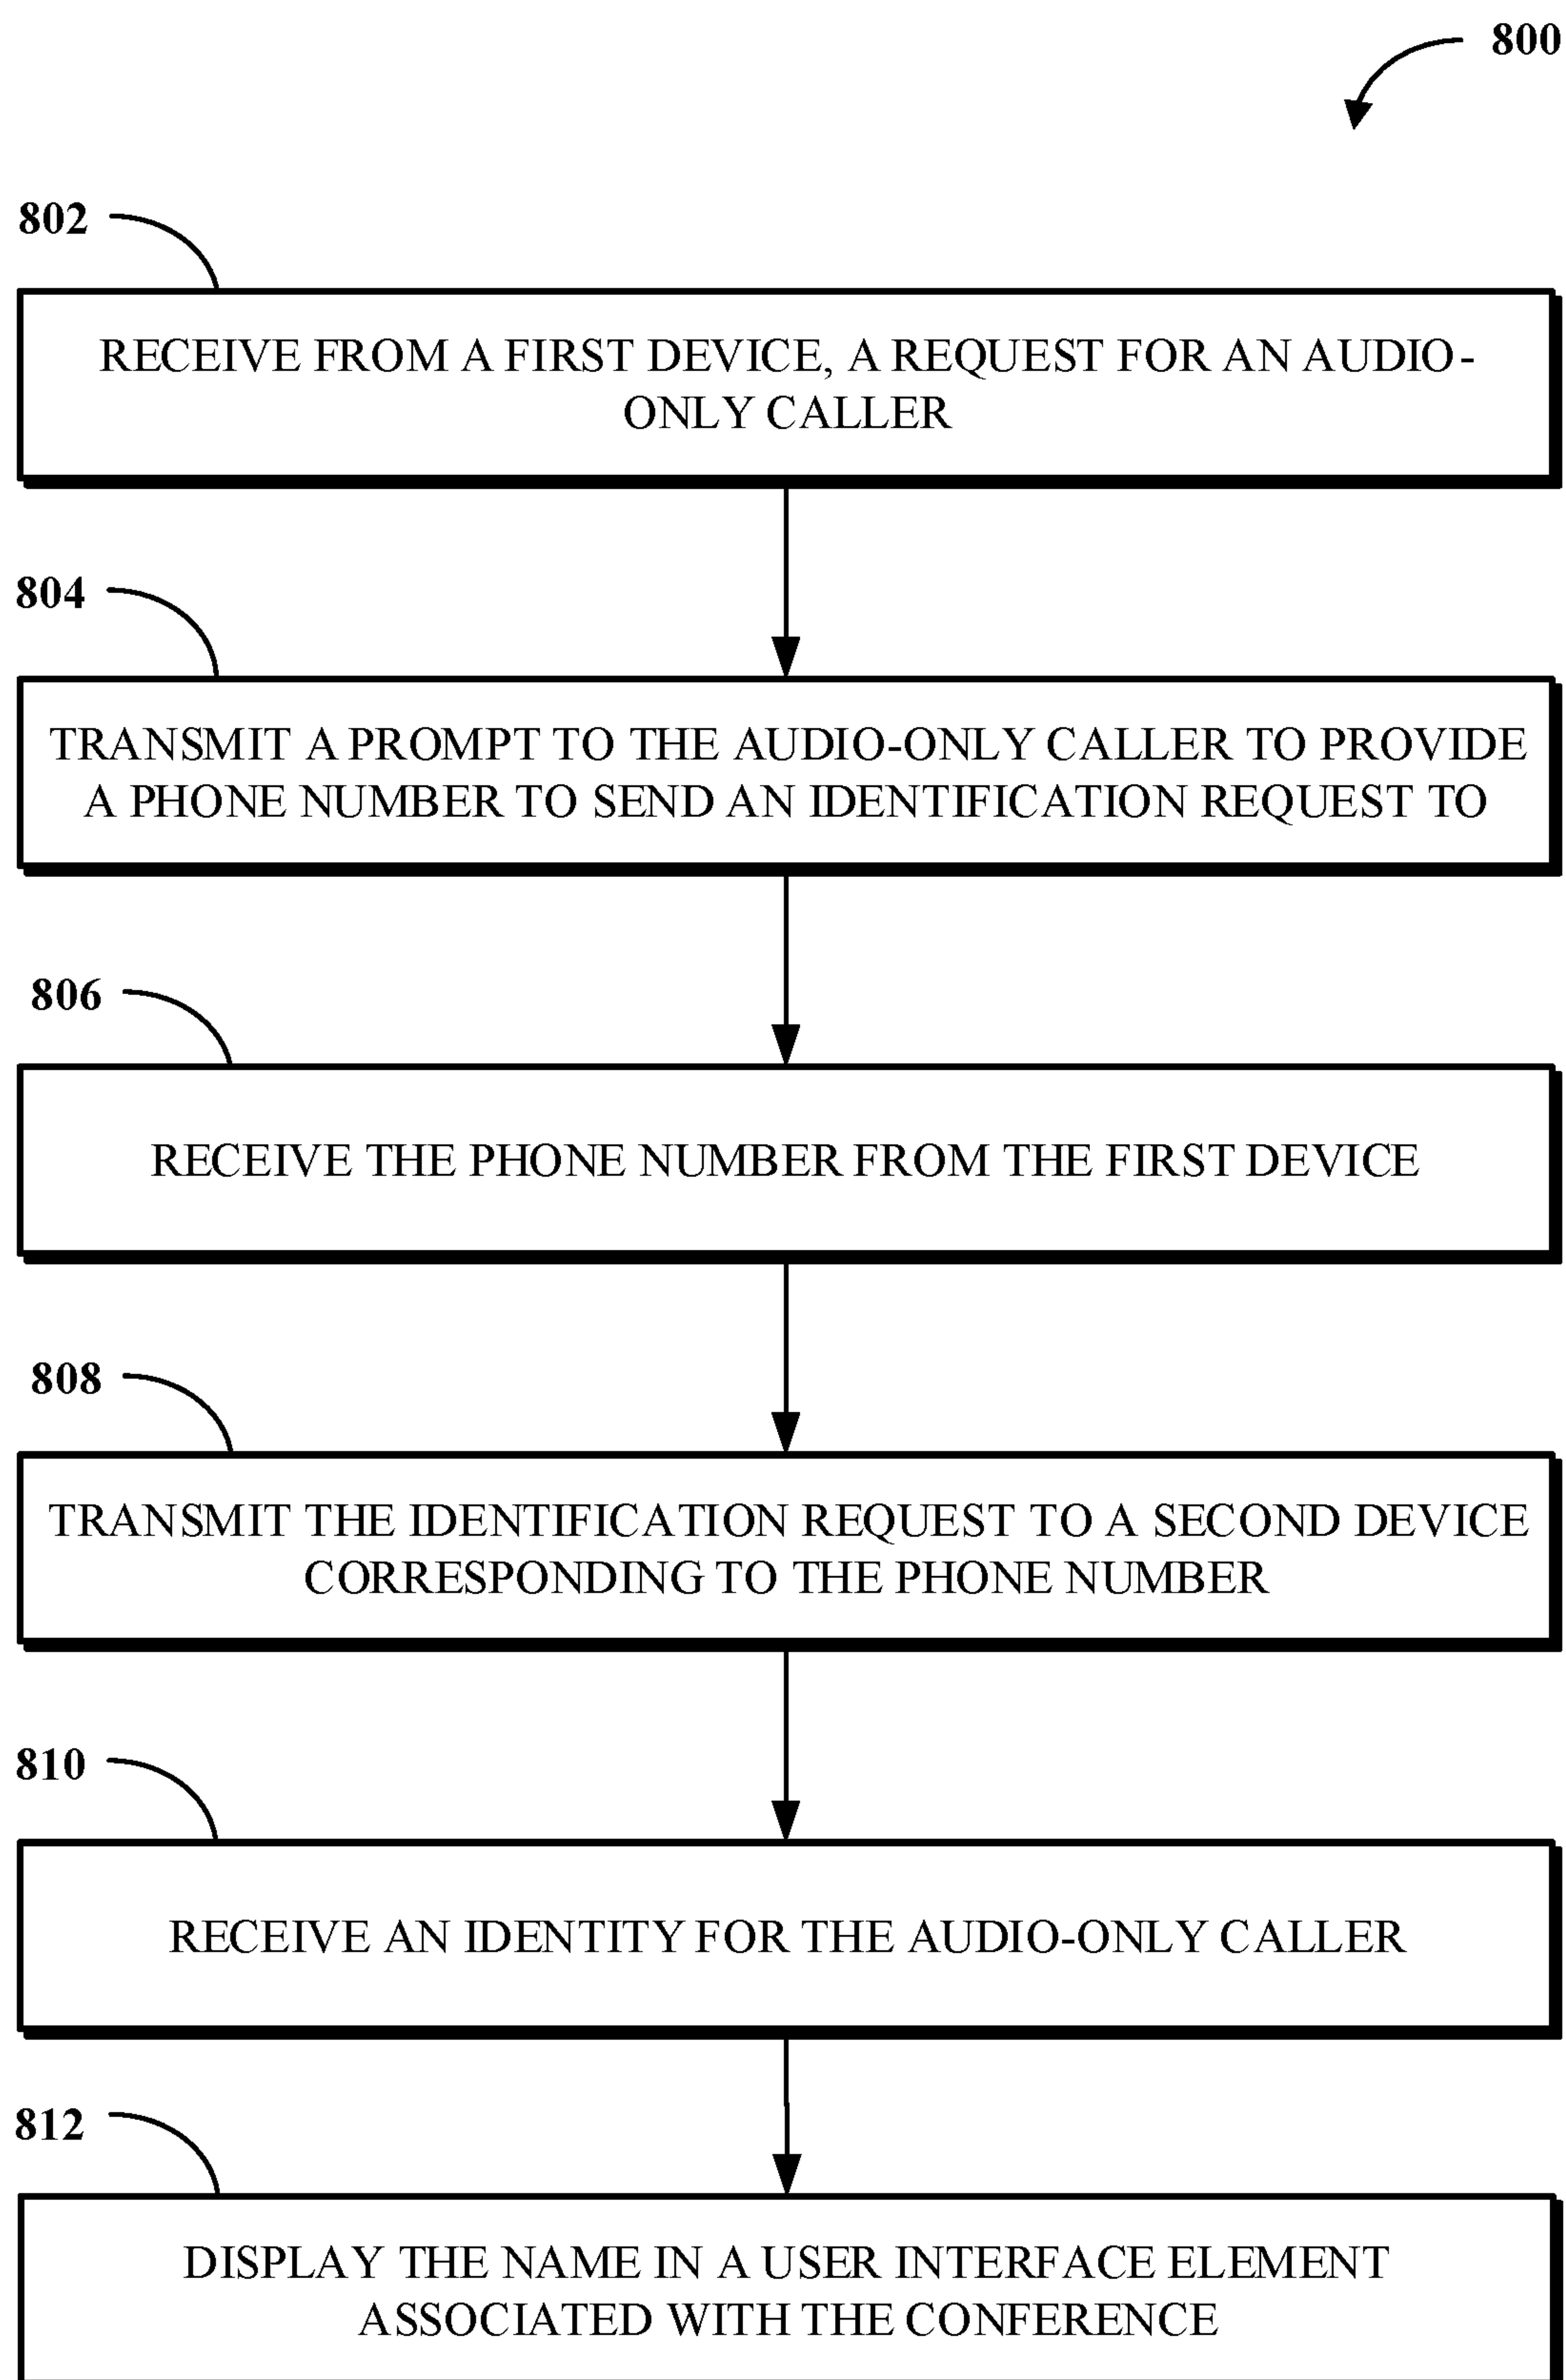 800
802
RECEIVE FROM A FIRST DEVICE, A REQUEST FOR AN AUDIO-
ONLY CALLER
804
TRANSMIT A PROMPT TO THE AUDIO-ONLY CALLER TO PROVIDE
A PHONE NUMBER TO SEND AN IDENTIFICATION REQUEST TO
806
RECEIVE THE PHONE NUMBER FROM THE FIRST DEVICE
808
TRANSMIT THE IDENTIFICATION REQUEST TO A SECOND DEVICE
CORRESPONDING TO THE PHONE NUMBER
810
RECEIVE AN IDENTITY FOR THE AUDIO-ONLY CALLER
812
DISPLAY THE NAME IN A USER INTERFACE ELEMENT
ASSOCIATED WITH THE CONFERENCE